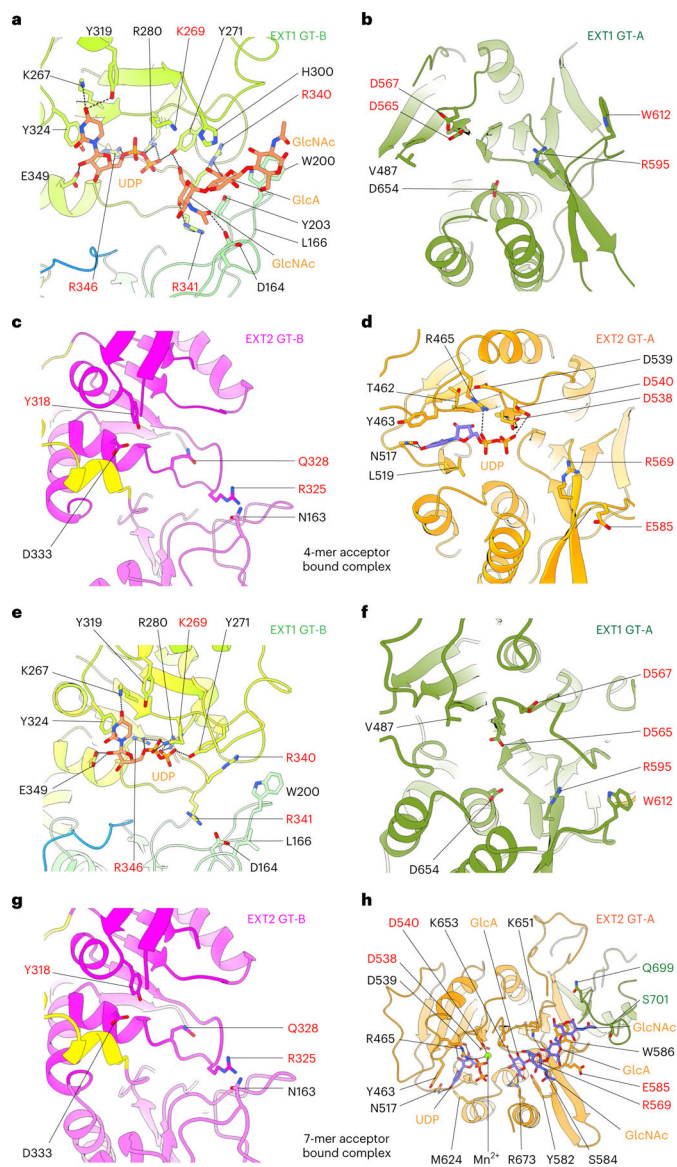 a
Y319
R280
K269
Y271
EXT1 GT-B
K267
H300
R340
GlcNAc
Y324
W200
E349
UDP
GlcA
Y203
L166
GlcNAc
R346
R341
D164
b
EXT1 GT-A
D567
D565
W612
V487
R595
D654
c
EXT2 GT-B
Y318
Q328
R325
N163
D333
4-mer acceptor
bound complex
d
EXT2 GT-A
R465
D539
T462
D540
Y463
D538
N517
L519
UDP
R569
E585
e
EXT1 GT-B
Y319
R280
K269
Y271
K267
Y324
UDP
R340
E349
W200
R341
L166
R346
D164
f
EXT1 GT-A
D567
V487
D565
R595
W612
D654
g
EXT2 GT-B
Y318
Q328
R325
N163
D333
7-mer acceptor
bound complex
h
EXT2 GT-A
D540
K653
GlcA
K651
D538
Q699
D539
S701
GlcNAc
R465
W586
GlcA
Y463
E585
N517
R569
UDP
GlcNAc
M624
Mn2+
R673
Y582
S584